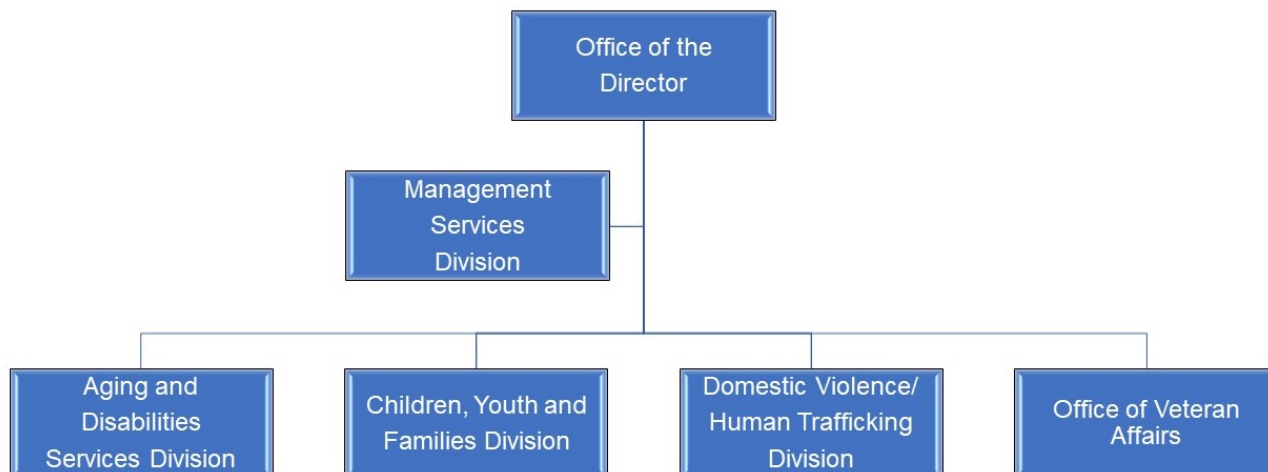 Office of the
Director
Management
Services
Division
Aging and
Disabilities
Services Division
Children, Youth and
Families Division
Domestic Violence/
Human Trafficking
Division
Office of Veteran
Affairs